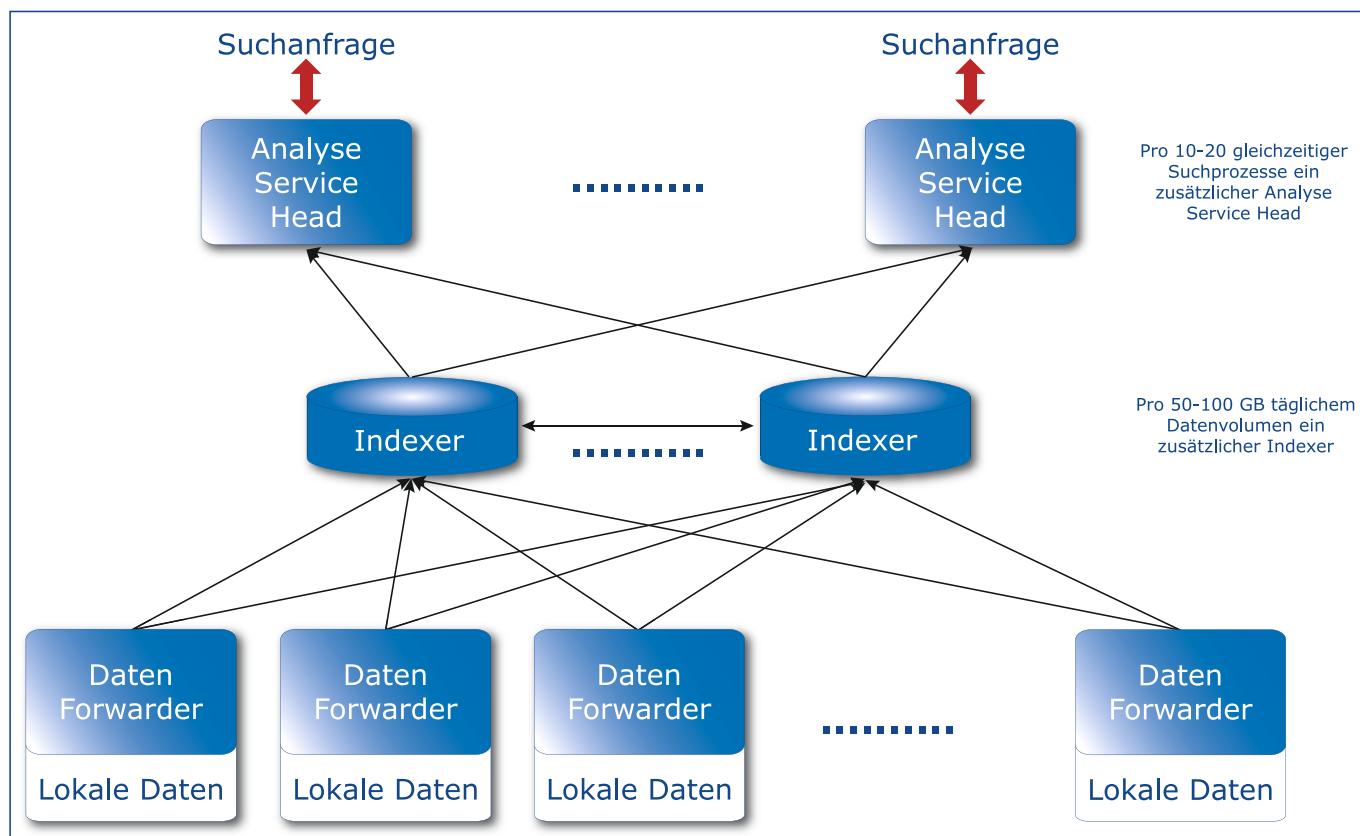 Suchanfrage
Suchanfrage
Analyse
Service
Head
Analyse
Service
Head
Pro 10-20 gleichzeitiger
Suchprozesse ein
zusätzlicher Analyse
Service Head
Indexer
Indexer
Pro 50-100 GB täglichem
Datenvolumen ein
zusätzlicher Indexer
Daten
Forwarder
Lokale Daten
Daten
Forwarder
Lokale Daten
Daten
Forwarder
Lokale Daten
Daten
Forwarder
Lokale Daten